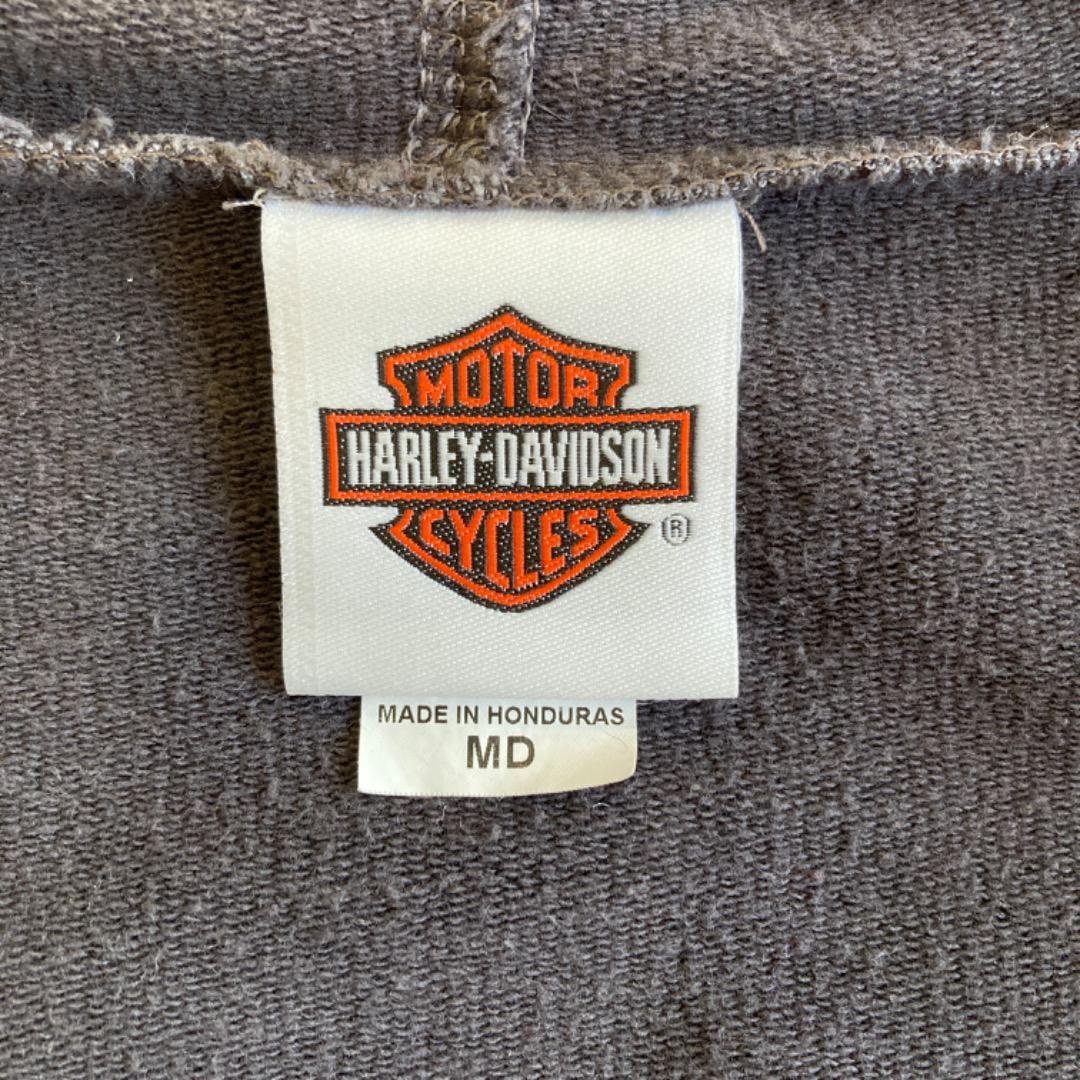 MOTOR
HARLEY-DAVIDSON
CYCLES
®
MADE IN HONDURAS
MD